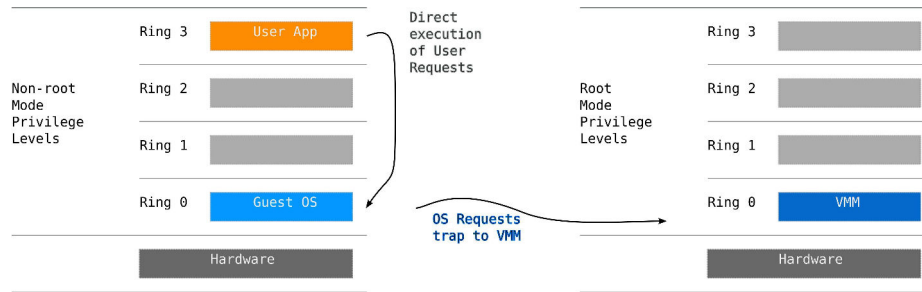 Ring 3
User App
Ring 2
Ring 1
Ring 0
Guest OS
Hardware
Non-root
Mode
Privilege
Levels
Direct
execution
of User
Requests
OS Requests
trap to VMM
Root
Mode
Privilege
Levels
Ring 3
Ring 2
Ring 1
Ring 0
VMM
Hardware